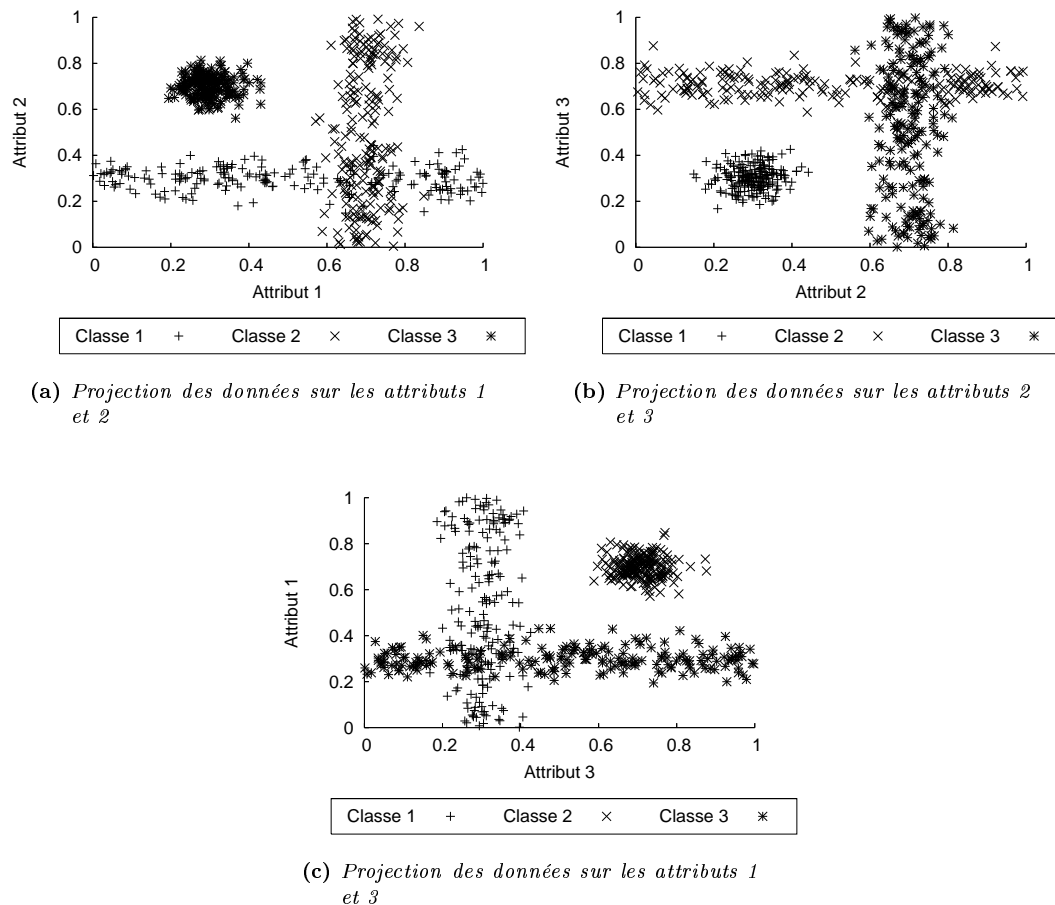 1
0.8
0.6
0.4
0.2
0
Attribut 2
0 0.2 0.4 0.6 0.8 1
Attribut 1
Classe 1 Classe 2 Classe 3
(a) Projection des données sur les attributs 1
et 2
1
0.8
0.6
0.4
0.2
0
Attribut 3
0 0.2 0.4 0.6 0.8 1
Attribut 2
Classe 1 Classe 2 Classe 3
(b) Projection des données sur les attributs 2
et 3
1
0.8
0.6
0.4
0.2
0
Attribut 1
0 0.2 0.4 0.6 0.8 1
Attribut 3
Classe 1 Classe 2 Classe 3
(c) Projection des données sur les attributs 1
et 3